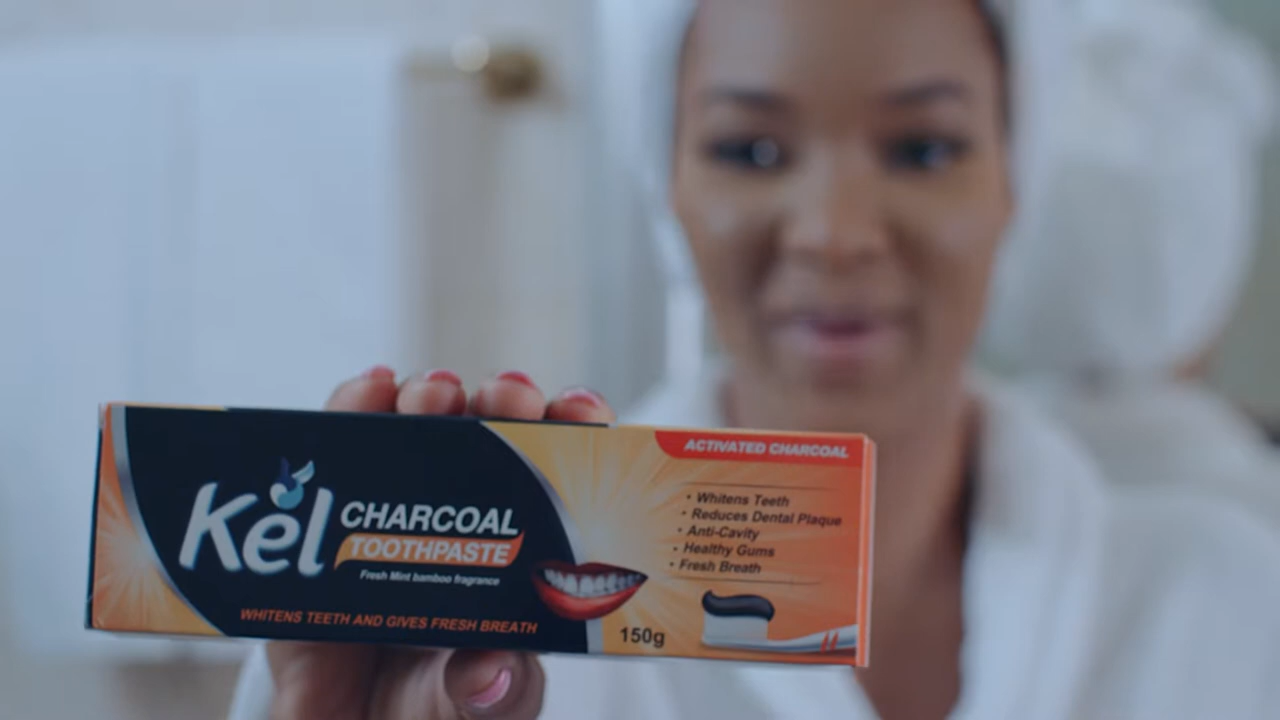 Kel
CHARCOAL
TOOTHPASTE
Fresh Mint bamboo fragrance
WHITENS TEETH AND GIVES FRESH BREATH
ACTIVATED CHARCOAL
• Whitens Teeth
• Reduces Dental Plaque
• Anti-Cavity
• Healthy Gums
• Fresh Breath
150g